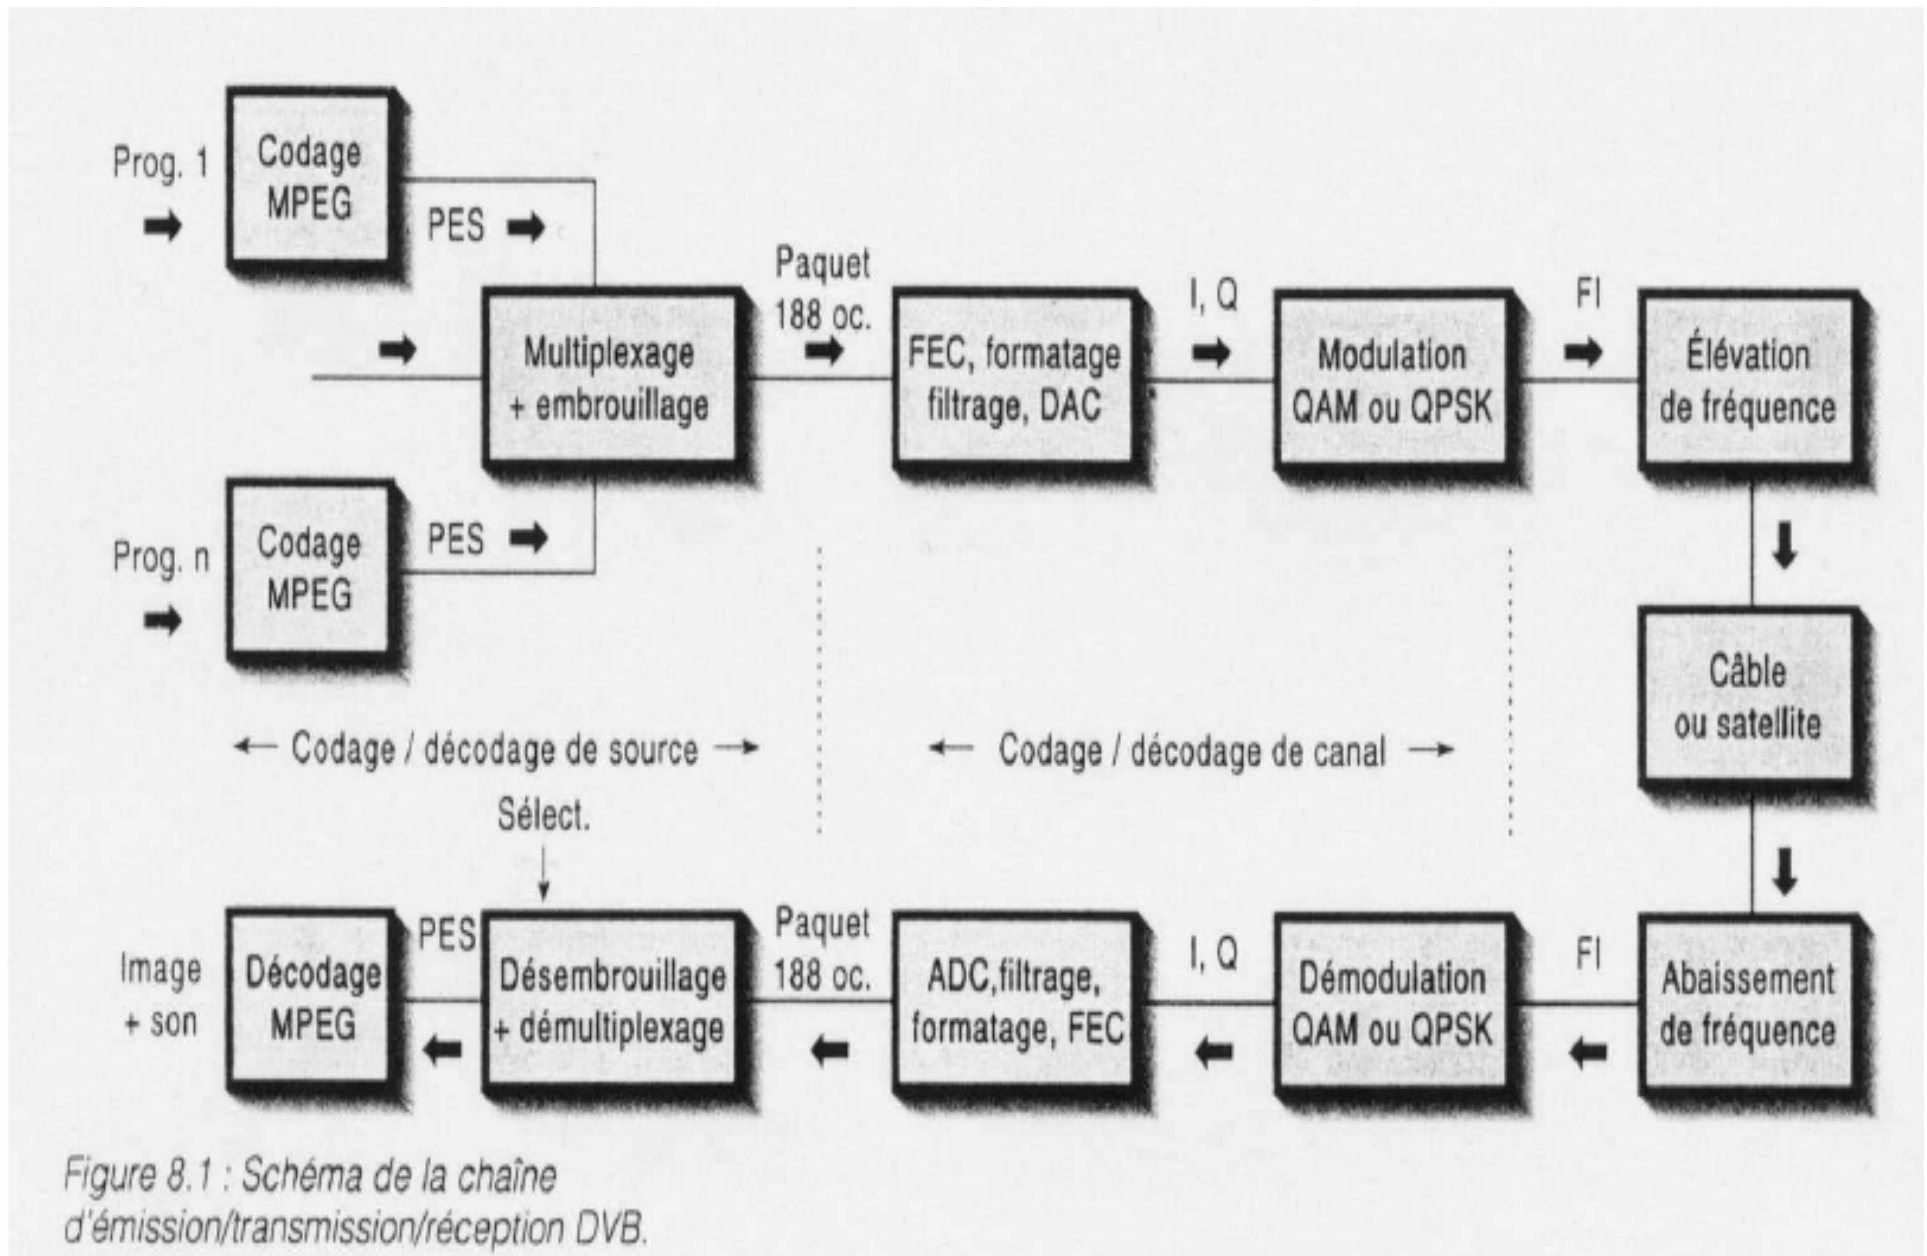 Prog. 1
Codage
MPEG
PES
Prog. n
Codage
MPEG
PES
Multiplexage
+ embrouillage
Paquet
188 oc.
FEC, formatage
filtrage, DAC
I, Q
Modulation
QAM ou QPSK
FI
Élévation
de fréquence
Câble
ou satellite
Codage / décodage de source
Codage / décodage de canal
Sélect.
Image
+ son
Décodage
MPEG
PES
Désembrouillage
+ démultiplexage
Paquet
188 oc.
ADC,filtrage,
formatage, FEC
I, Q
Démodulation
QAM ou QPSK
FI
Abaissement
de fréquence
Figure 8.1 : Schéma de la chaîne
d'émission/transmission/réception DVB.